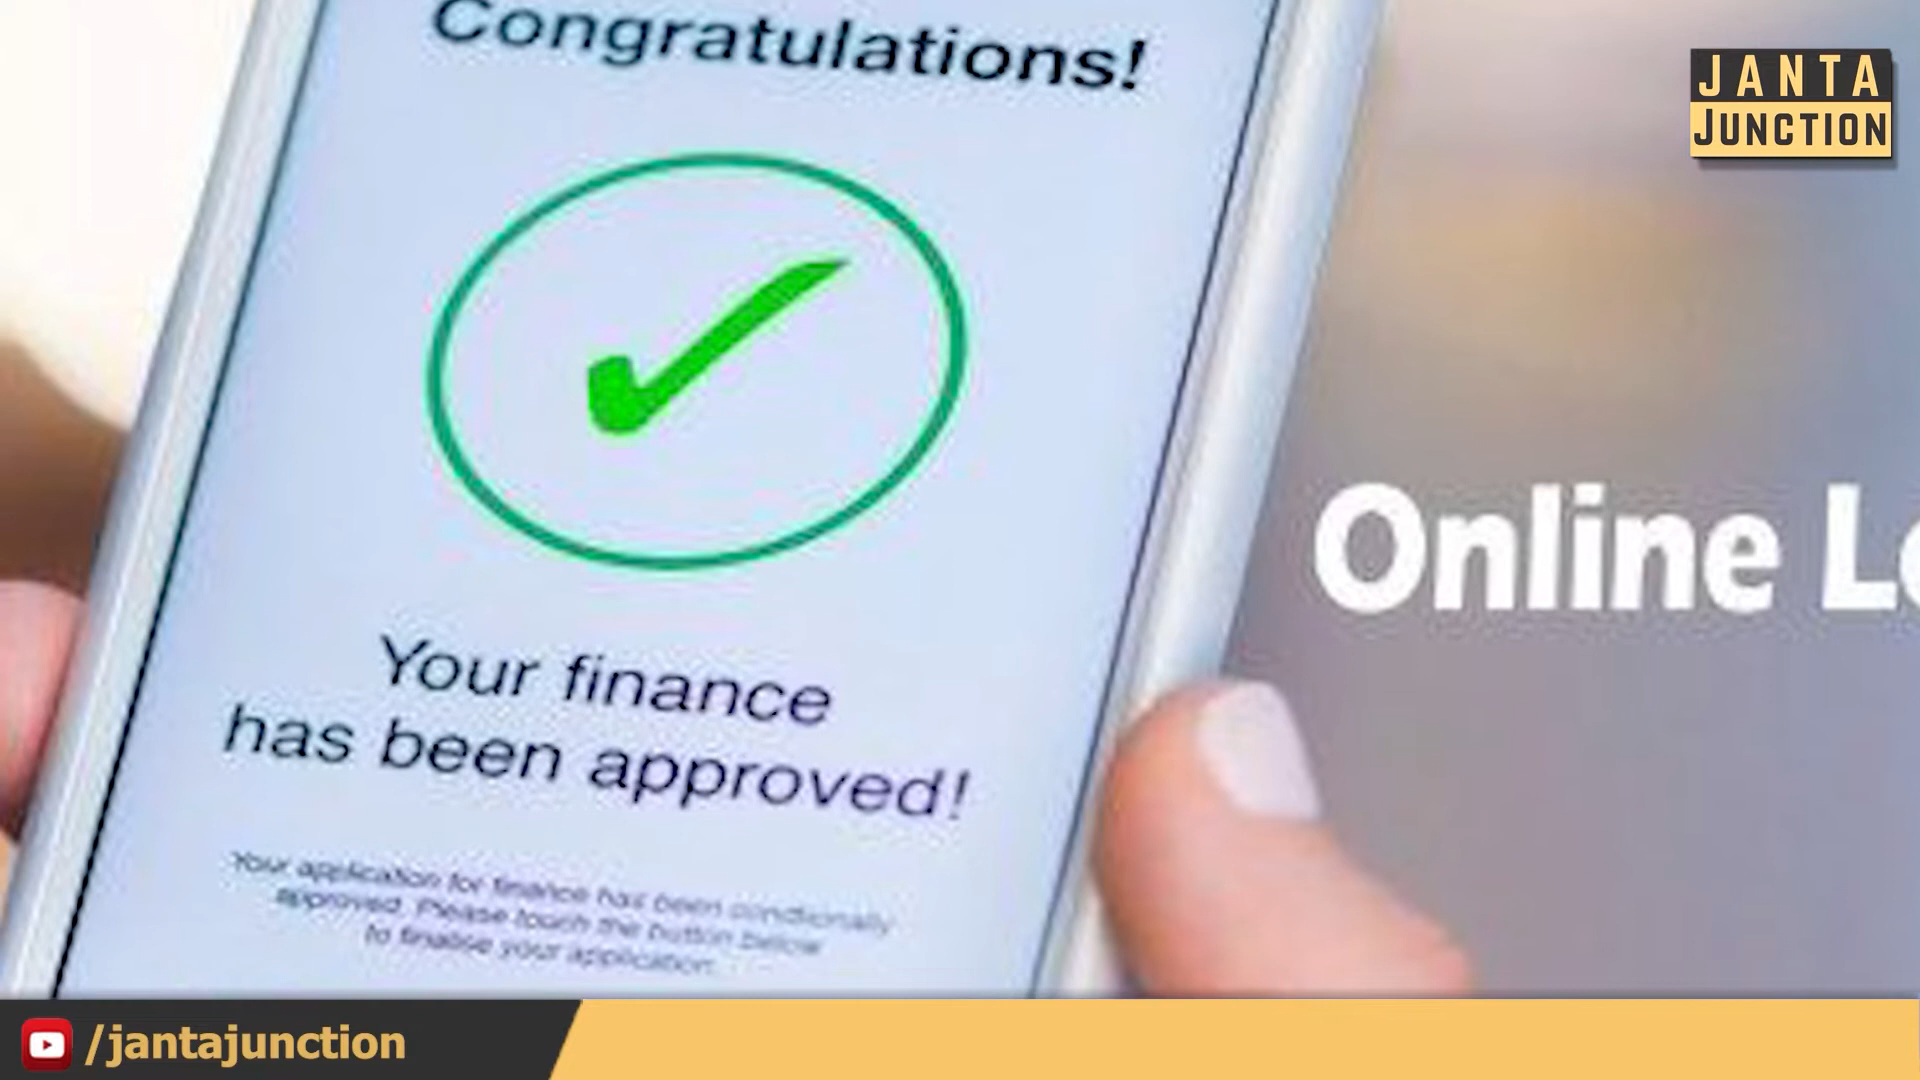 Congratulations!
Your finance
has been approved!
Your application for finance has been conditionally
approved. Please touch the button below
to finalise your application.
Online
JANTA
JUNCTION
/jantajunction